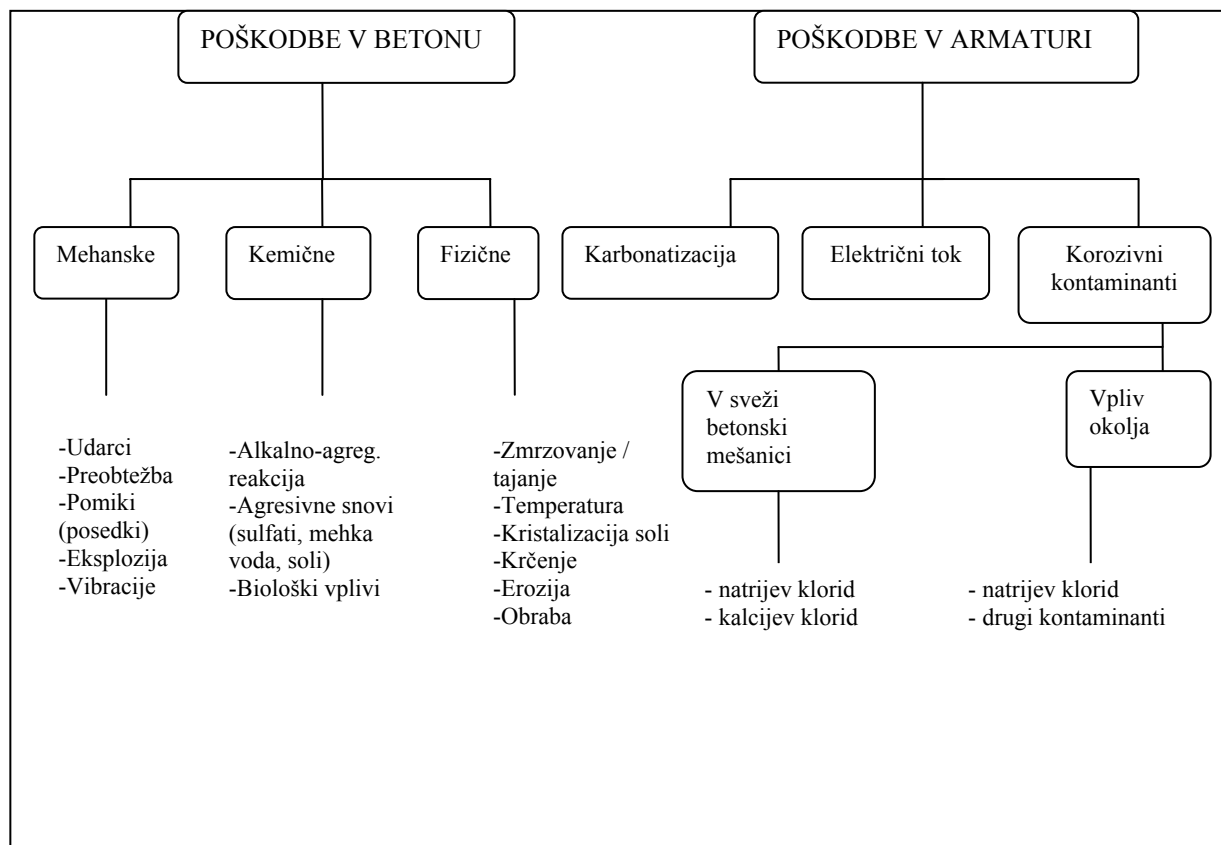 POŠKODBE V BETONU
POŠKODBE V ARMATURI
Mehanske
Kemične
Fizične
Karbonatizacija
Električni tok
Korozivni
kontaminanti
V sveži
betonski
mešanici
Vpliv
okolja
-Udarci
-Preobtežba
-Pomiki
(posedki)
-Eksplozija
-Vibracije
-Alkalno-agreg.
reakcija
-Agresivne snovi
(sulfati, mehka
voda, soli)
-Biološki vplivi
-Zmrzovanje /
tajanje
-Temperatura
-Kristalizacija soli
-Krčenje
-Erozija
-Obraba
- natrijev klorid
- kalcijev klorid
- natrijev klorid
- drugi kontaminanti